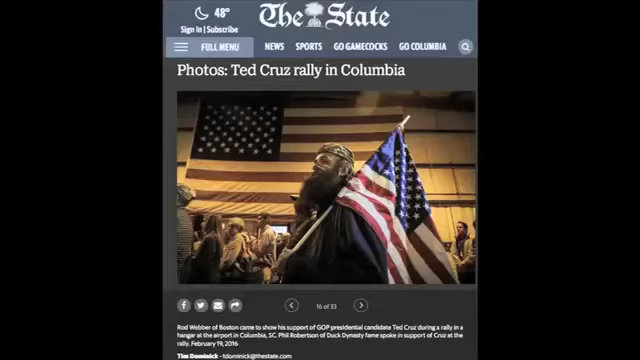 48°
The State
Sign In | Subscribe
FULL MENU NEWS SPORTS GO GAMECOCKS GO COLUMBIA
Photos: Ted Cruz rally in Columbia
16 of 33
Rod Webber of Boston came to show his support of GOP presidential candidate Ted Cruz during a rally in a
hangar at the airport in Columbia, SC. Phil Robertson of Duck Dynasty fame spoke in support of Cruz at the
rally. February 19, 2016
Tim Dominick - tdominick@thestate.com